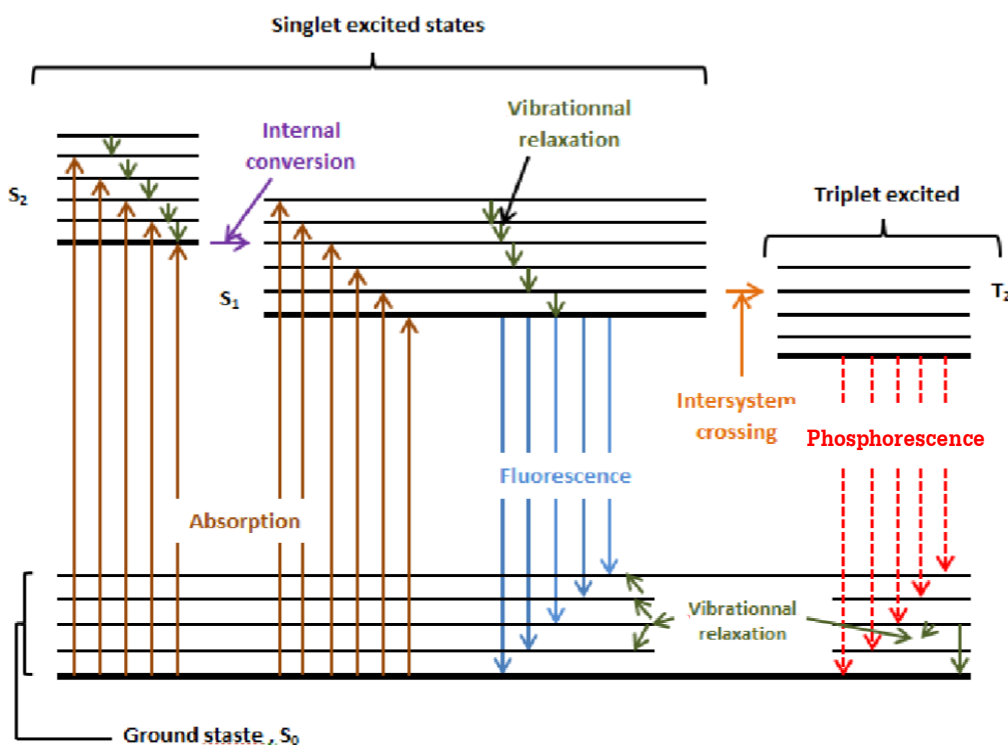 Singlet excited states
Internal
conversion
Vibrationnal
relaxation
S₂
Triplet excited
S₁
T₂
Intersystem
crossing
Phosphorescence
Fluorescence
Absorption
Vibrationnal
relaxation
Ground staste , S₀